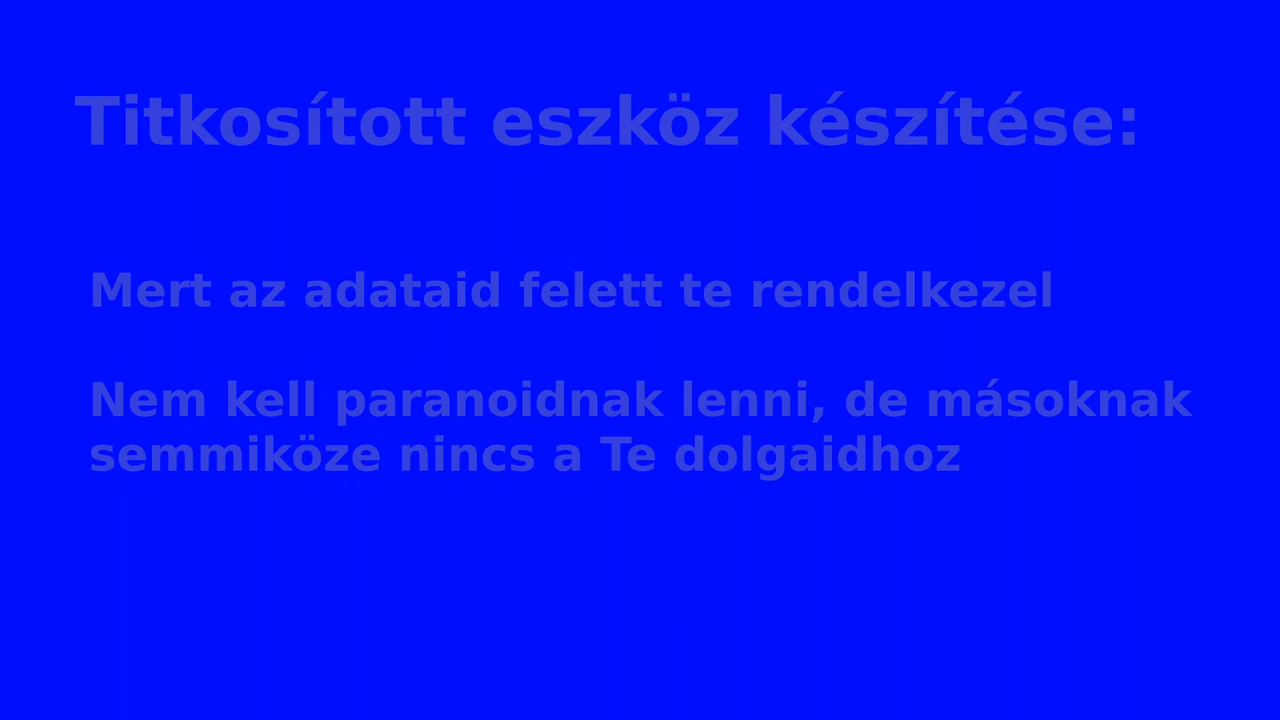 Titkosított eszköz készítése:
Mert az adataid felett te rendelkezel
Nem kell paranoidnak lenni, de másoknak
semmiköze nincs a Te dolgaidhoz